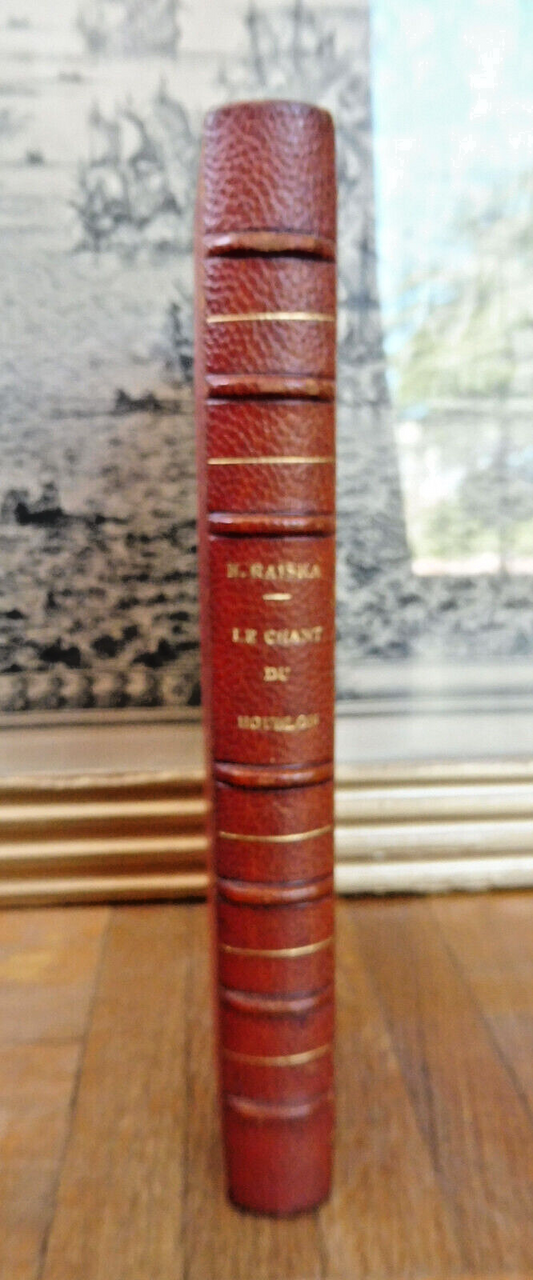 H. RAISKA
LE CHANT
DU
HOUBLON